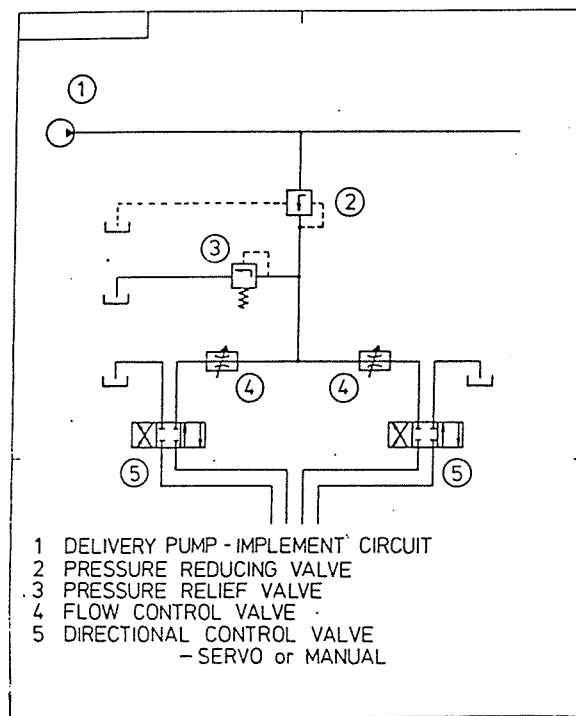 1
2
3
4
4
5
5
1 DELIVERY PUMP - IMPLEMENT CIRCUIT
2 PRESSURE REDUCING VALVE
3 PRESSURE RELIEF VALVE
4 FLOW CONTROL VALVE
5 DIRECTIONAL CONTROL VALVE
- SERVO or MANUAL